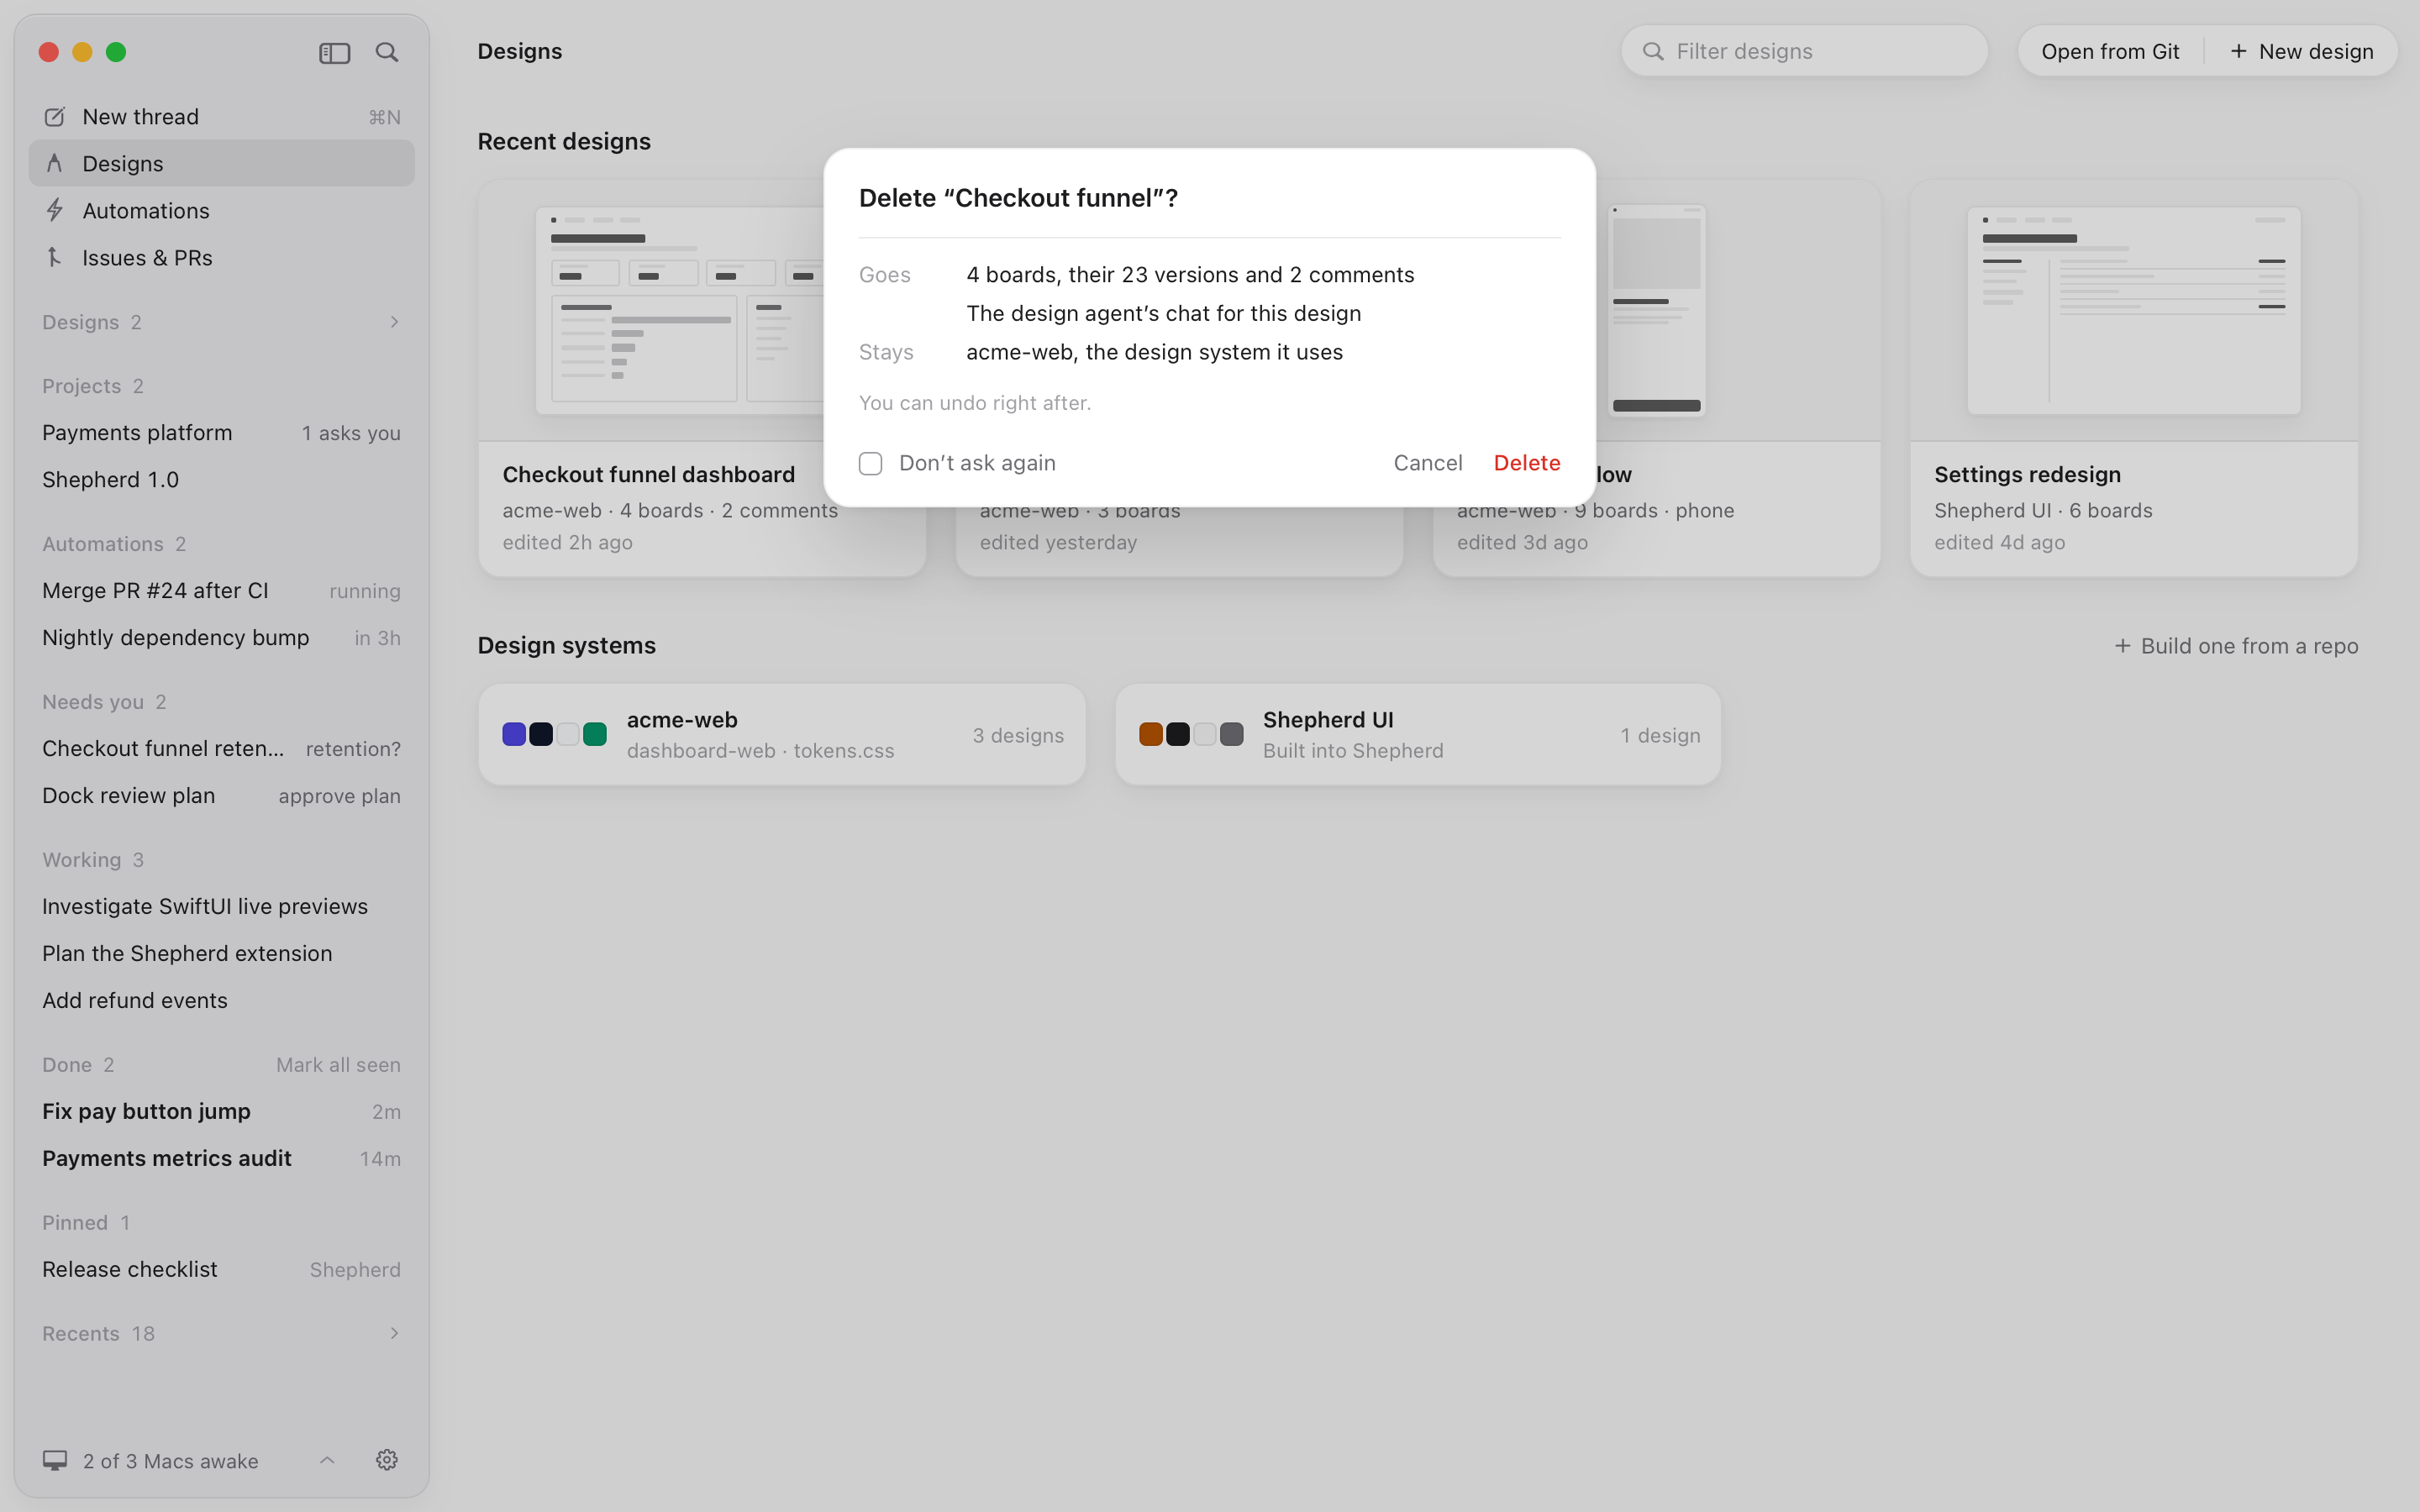 New thread ⌘N
Designs
Automations
Issues & PRs
Designs 2
Projects 2
Payments platform 1 asks you
Shepherd 1.0
Automations 2
Merge PR #24 after CI running
Nightly dependency bump in 3h
Needs you 2
Checkout funnel reten… retention?
Dock review plan approve plan
Working 3
Investigate SwiftUI live previews
Plan the Shepherd extension
Add refund events
Done 2 Mark all seen
Fix pay button jump 2m
Payments metrics audit 14m
Pinned 1
Release checklist Shepherd
Recents 18
2 of 3 Macs awake
Designs
Filter designs
Open from Git
+ New design
Recent designs
Delete “Checkout funnel”?
Goes 4 boards, their 23 versions and 2 comments
The design agent’s chat for this design
Stays acme-web, the design system it uses
You can undo right after.
Don’t ask again Cancel Delete
Checkout funnel dashboard
acme-web · 4 boards · 2 comments
edited 2h ago
acme-web · 3 boards
edited yesterday
low
acme-web · 9 boards · phone
edited 3d ago
Settings redesign
Shepherd UI · 6 boards
edited 4d ago
Design systems
+ Build one from a repo
acme-web
dashboard-web · tokens.css
3 designs
Shepherd UI
Built into Shepherd
1 design